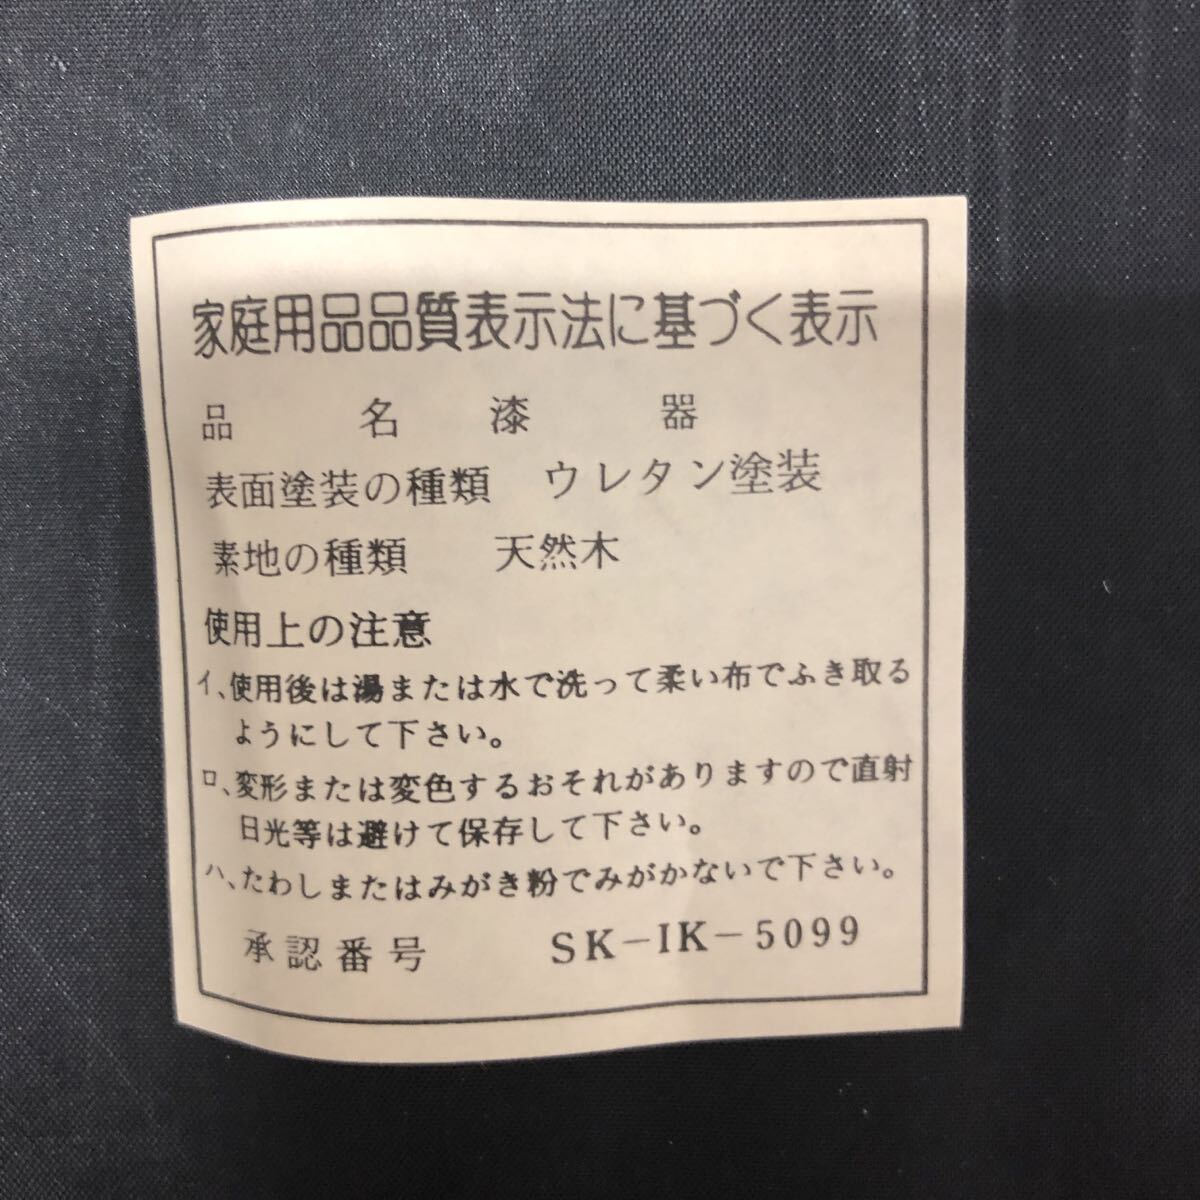 家庭用品品質表示法に基づく表示
品名 漆器
表面塗装の種類 ウレタン塗装
素地の種類 天然木
使用上の注意
イ、使用後は湯または水で洗って柔い布でふき取る
ようにして下さい。
ロ、変形または変色するおそれがありますので直射
日光等は避けて保存して下さい。
ハ、たわしまたはみがき粉でみがかないで下さい。
承認番号 SK-IK-5099